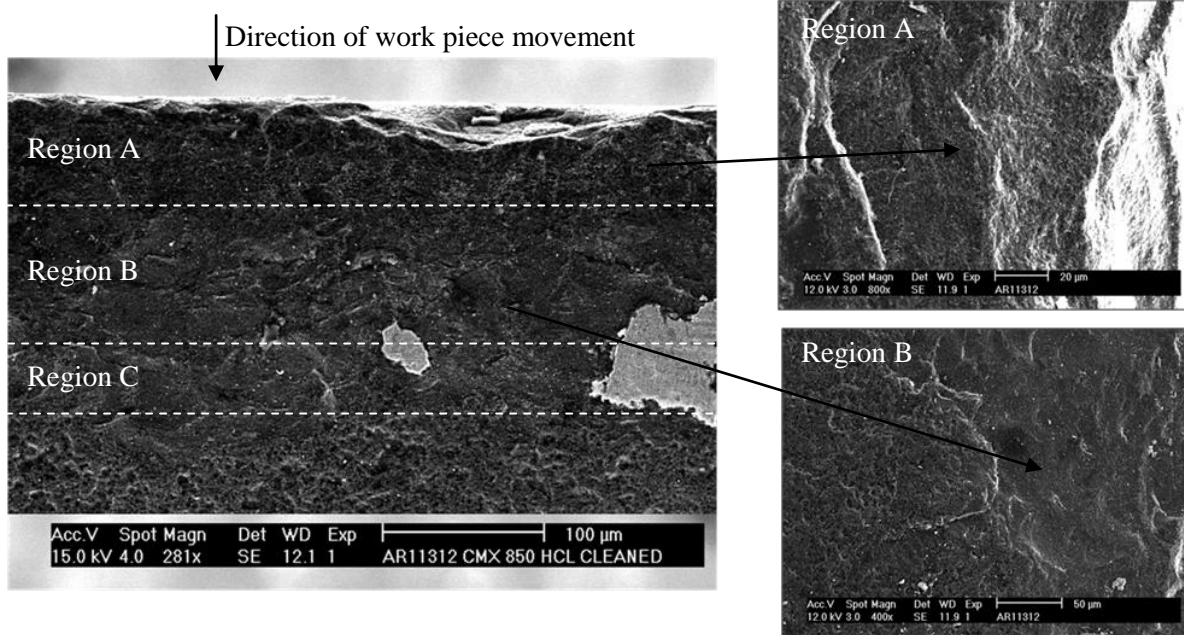 Direction of work piece movement
Region A
Region B
Region C
Acc.V Spot Magn Det WD Exp 100 µm
15.0 kV 4.0 281x SE 12.1 1 AR11312 CMX 850 HCL CLEANED
Region A
Acc.V Spot Magn Det WD Exp 20 µm
12.0 kV 3.0 800x SE 11.9 1 AR11312
Region B
Acc.V Spot Magn Det WD Exp 50 µm
12.0 kV 3.0 400x SE 11.9 1 AR11312